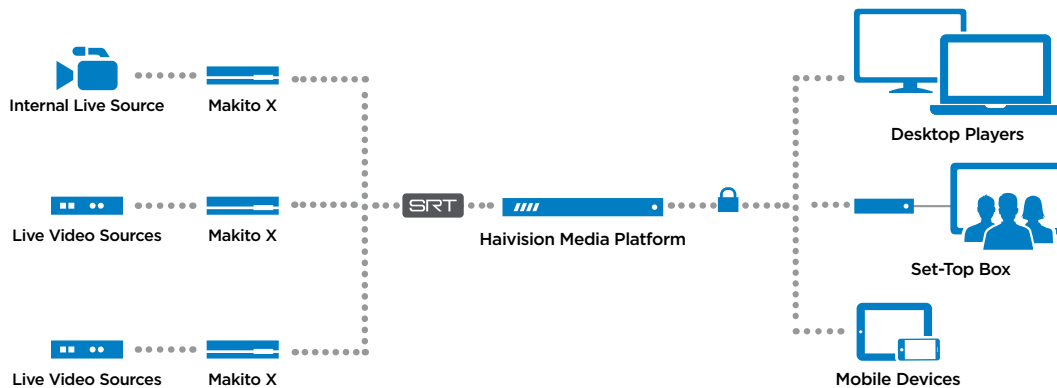 Internal Live Source
Makito X
Desktop Players
Live Video Sources
Makito X
SRT
Haivision Media Platform
Set-Top Box
Live Video Sources
Makito X
Mobile Devices